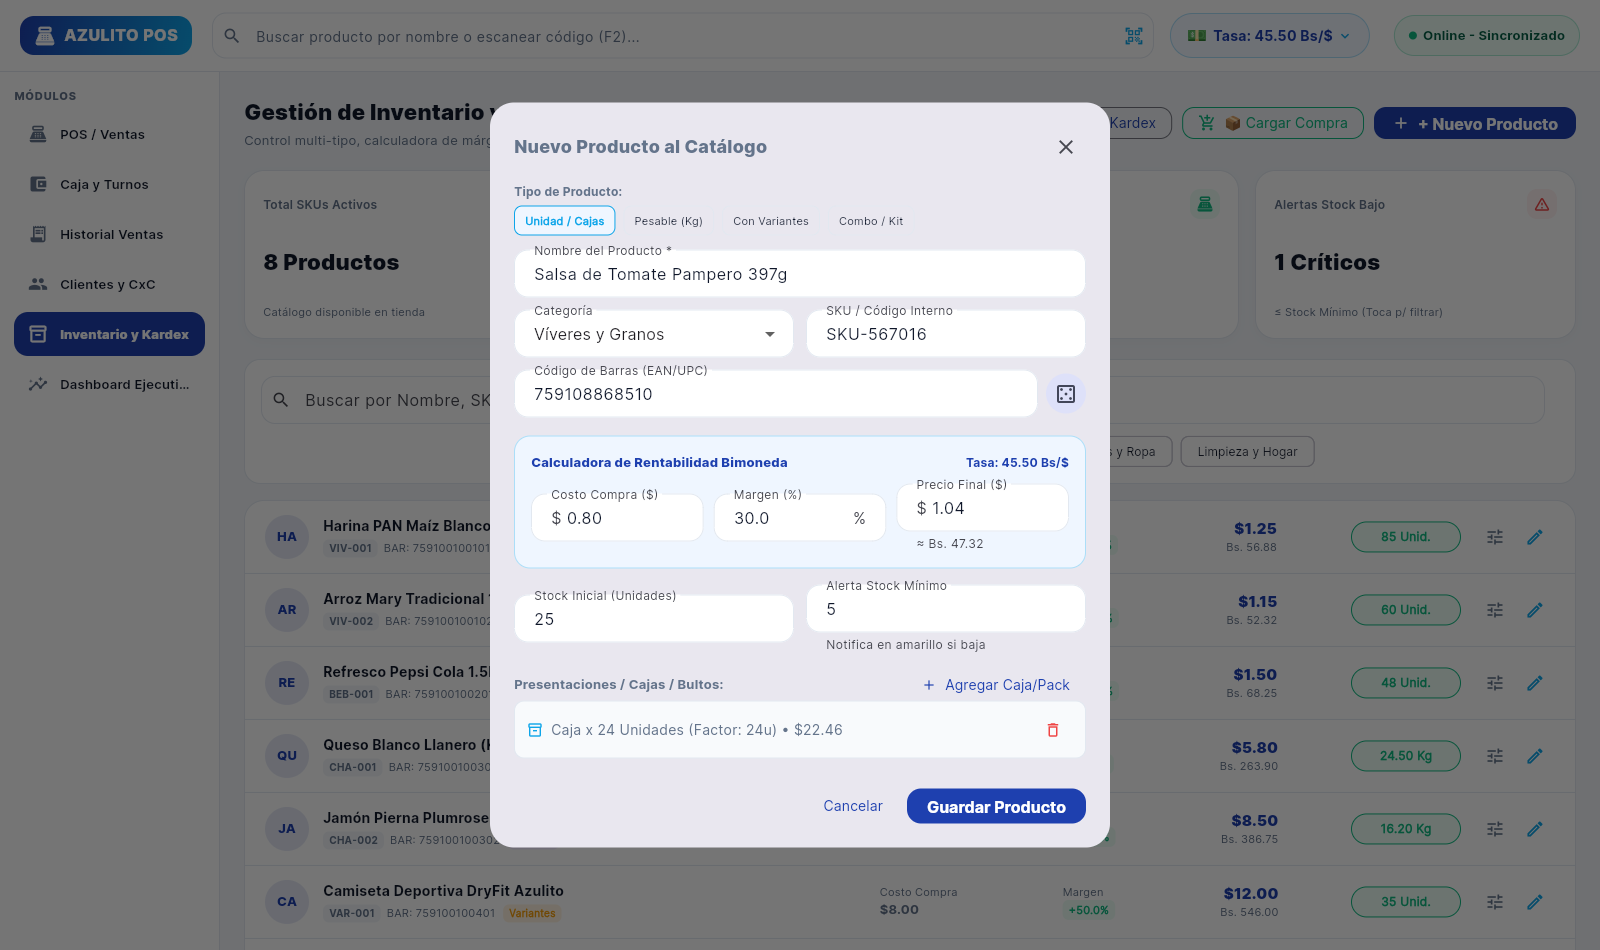 AZULITO POS
Buscar producto por nombre o escanear código (F2)...
Tasa: 45.50 Bs/$
Online - Sincronizado
MÓDULOS
POS / Ventas
Caja y Turnos
Historial Ventas
Clientes y CxC
Inventario y Kardex
Dashboard Ejecuti...
Gestión de Inventario
Kardex
Cargar Compra
+ Nuevo Producto
Control multi-tipo, calculadora de
Total SKUs Activos
8 Productos
Catálogo disponible en tienda
Alertas Stock Bajo
1 Críticos
≤ Stock Mínimo (Toca p/ filtrar)
Buscar por Nombre, SK
y Ropa
Limpieza y Hogar
Nuevo Producto al Catálogo
Tipo de Producto:
Unidad / Cajas
Pesable (Kg)
Con Variantes
Combo / Kit
Nombre del Producto *
Salsa de Tomate Pampero 397g
Categoría
Víveres y Granos
SKU / Código Interno
SKU-567016
Código de Barras (EAN/UPC)
759108868510
Calculadora de Rentabilidad Bimoneda
Tasa: 45.50 Bs/$
Costo Compra ($)
$ 0.80
Margen (%)
30.0 %
Precio Final ($)
$ 1.04
≈ Bs. 47.32
Stock Inicial (Unidades)
25
Alerta Stock Mínimo
5
Notifica en amarillo si baja
Presentaciones / Cajas / Bultos:
Agregar Caja/Pack
Caja x 24 Unidades (Factor: 24u) • $22.46
Cancelar
Guardar Producto
HA
Harina PAN Maíz Blanco
VIV-001
BAR: 759100100101
$1.25
Bs. 56.88
85 Unid.
AR
Arroz Mary Tradicional
VIV-002
BAR: 759100100102
$1.15
Bs. 52.32
60 Unid.
RE
Refresco Pepsi Cola
BEB-001
BAR: 759100100201
$1.50
Bs. 68.25
48 Unid.
QU
Queso Blanco Llanero
CHA-001
BAR: 75910010030
$5.80
Bs. 263.90
24.50 Kg
JA
Jamón Pierna Plumrose
CHA-002
BAR: 759100100302
$8.50
Bs. 386.75
16.20 Kg
CA
Camiseta Deportiva DryFit Azulito
VAR-001
BAR: 759100100401
Variantes
Costo Compra
$8.00
Margen
+50.0%
$12.00
Bs. 546.00
35 Unid.